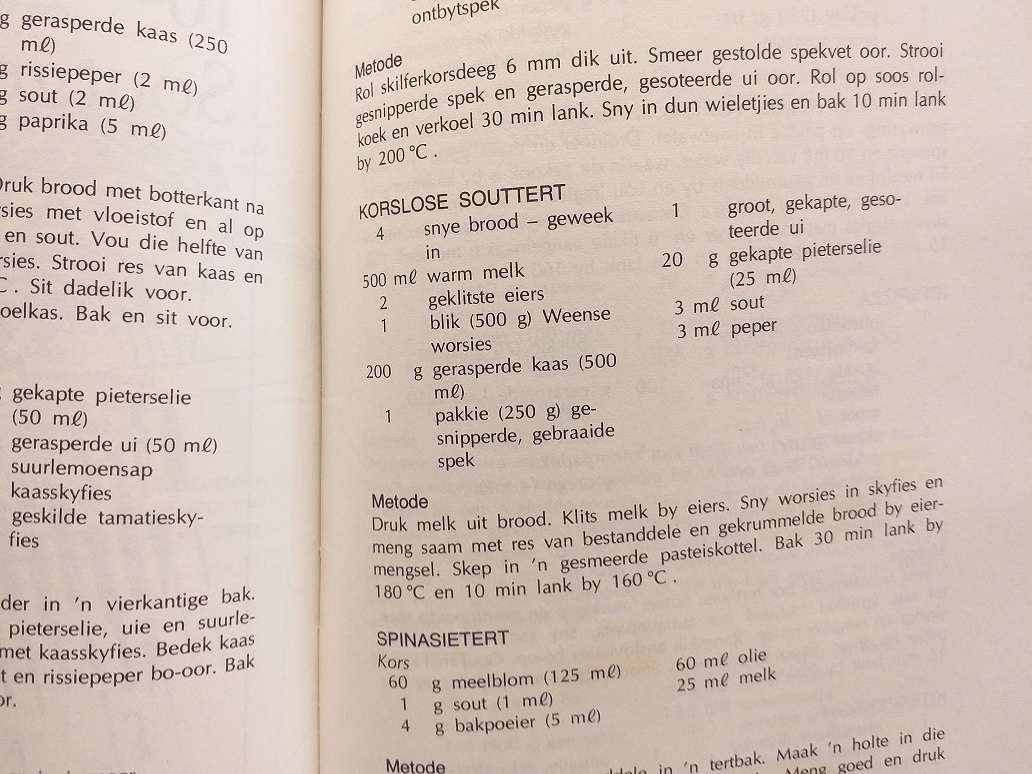 g gerasperde kaas (250
mℓ)
g rissiepeper (2 mℓ)
g sout (2 mℓ)
g paprika (5 mℓ)
Druk brood met botterkant na
met vloeistof en al op
en sout. Vou die helfte van
Strooi res van kaas en
C. Sit dadelik voor.
Bak en sit voor.
gekapte pieterselie
(50 mℓ)
gerasperde ui (50 mℓ)
suurlemoensap
kaasskyfies
geskilde tamatiesky-
fies
in 'n vierkantige bak.
pieterselie, uie en suurle-
met kaasskyfies. Bedek kaas
en rissiepeper bo-oor. Bak
ontbytspek
Metode
Rol skilferkorsdeeg 6 mm dik uit. Smeer gestolde spekvet oor. Strooi
gesnipperde spek en gerasperde, gesoteerde ui oor. Rol op soos rol-
koek en verkoel 30 min lank. Sny in dun wieletjies en bak 10 min lank
by 200 °C.
KORSLOSE SOUTTERT
4 snye brood – geweek
in
500 mℓ warm melk
2 geklitste eiers
1 blik (500 g) Weense
worsies
200 g gerasperde kaas (500
mℓ)
1 pakkie (250 g) ge-
snipperde, gebraaide
spek
1 groot, gekapte, geso-
teerde ui
20 g gekapte pieterselie
(25 mℓ)
3 mℓ sout
3 mℓ peper
Metode
Druk melk uit brood. Klits melk by eiers. Sny worsies in skyfies en
meng saam met res van bestanddele en gekrummelde brood by eier-
mengsel. Skep in 'n gesmeerde pasteiskottel. Bak 30 min lank by
180 °C en 10 min lank by 160 °C.
SPINASIETERT
Kors
60 g meelblom (125 mℓ)
1 g sout (1 mℓ)
4 g bakpoeier (5 mℓ)
60 mℓ olie
25 mℓ melk
Metode
in 'n tertbak. Maak 'n holte in die
Meng goed en druk